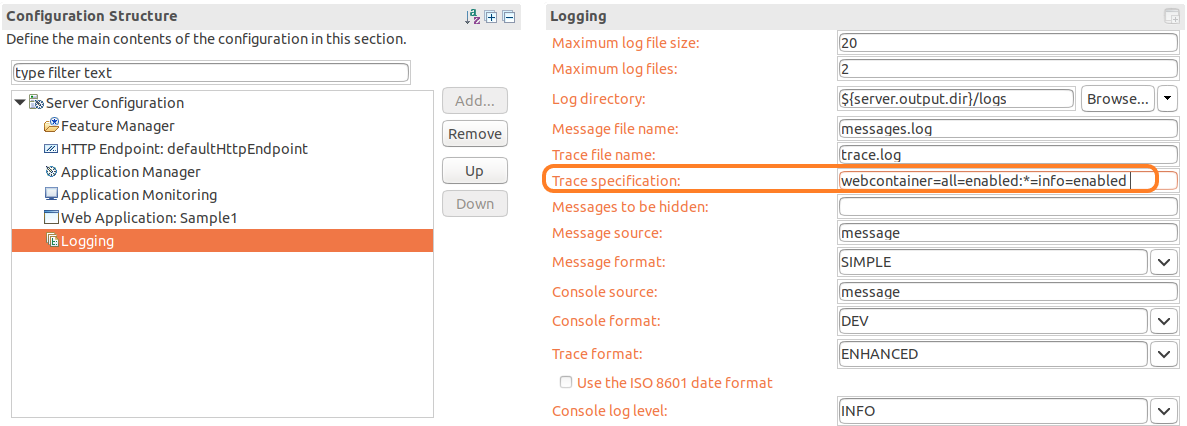 Configuration Structure
Define the main contents of the configuration in this section.
type filter text
Server Configuration
Feature Manager
HTTP Endpoint: defaultHttpEndpoint
Application Manager
Application Monitoring
Web Application: Sample1
Logging
Add...
Remove
Up
Down
Logging
Maximum log file size: 20
Maximum log files: 2
Log directory: ${server.output.dir}/logs Browse...
Message file name: messages.log
Trace file name: trace.log
Trace specification: webcontainer=all=enabled:*=info=enabled
Messages to be hidden:
Message source: message
Message format: SIMPLE
Console source: message
Console format: DEV
Trace format: ENHANCED
Use the ISO 8601 date format
Console log level: INFO